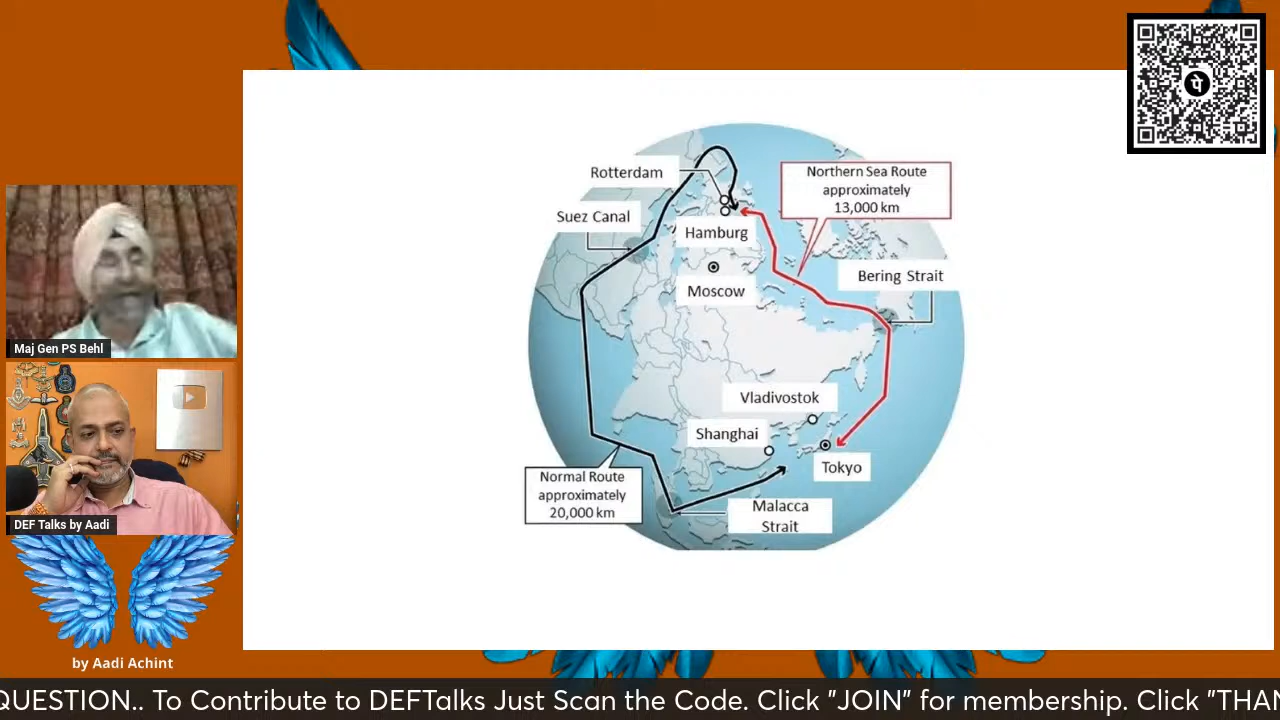 पे
Rotterdam
Northern Sea Route
approximately
13,000 km
Suez Canal
Hamburg
Bering Strait
Moscow
Vladivostok
Shanghai
Tokyo
Normal Route
approximately
20,000 km
Malacca
Strait
Maj Gen PS Behl
DEF Talks by Aadi
by Aadi Achint
QUESTION.. To Contribute to DEFTalks Just Scan the Code. Click "JOIN" for membership. Click "THAN